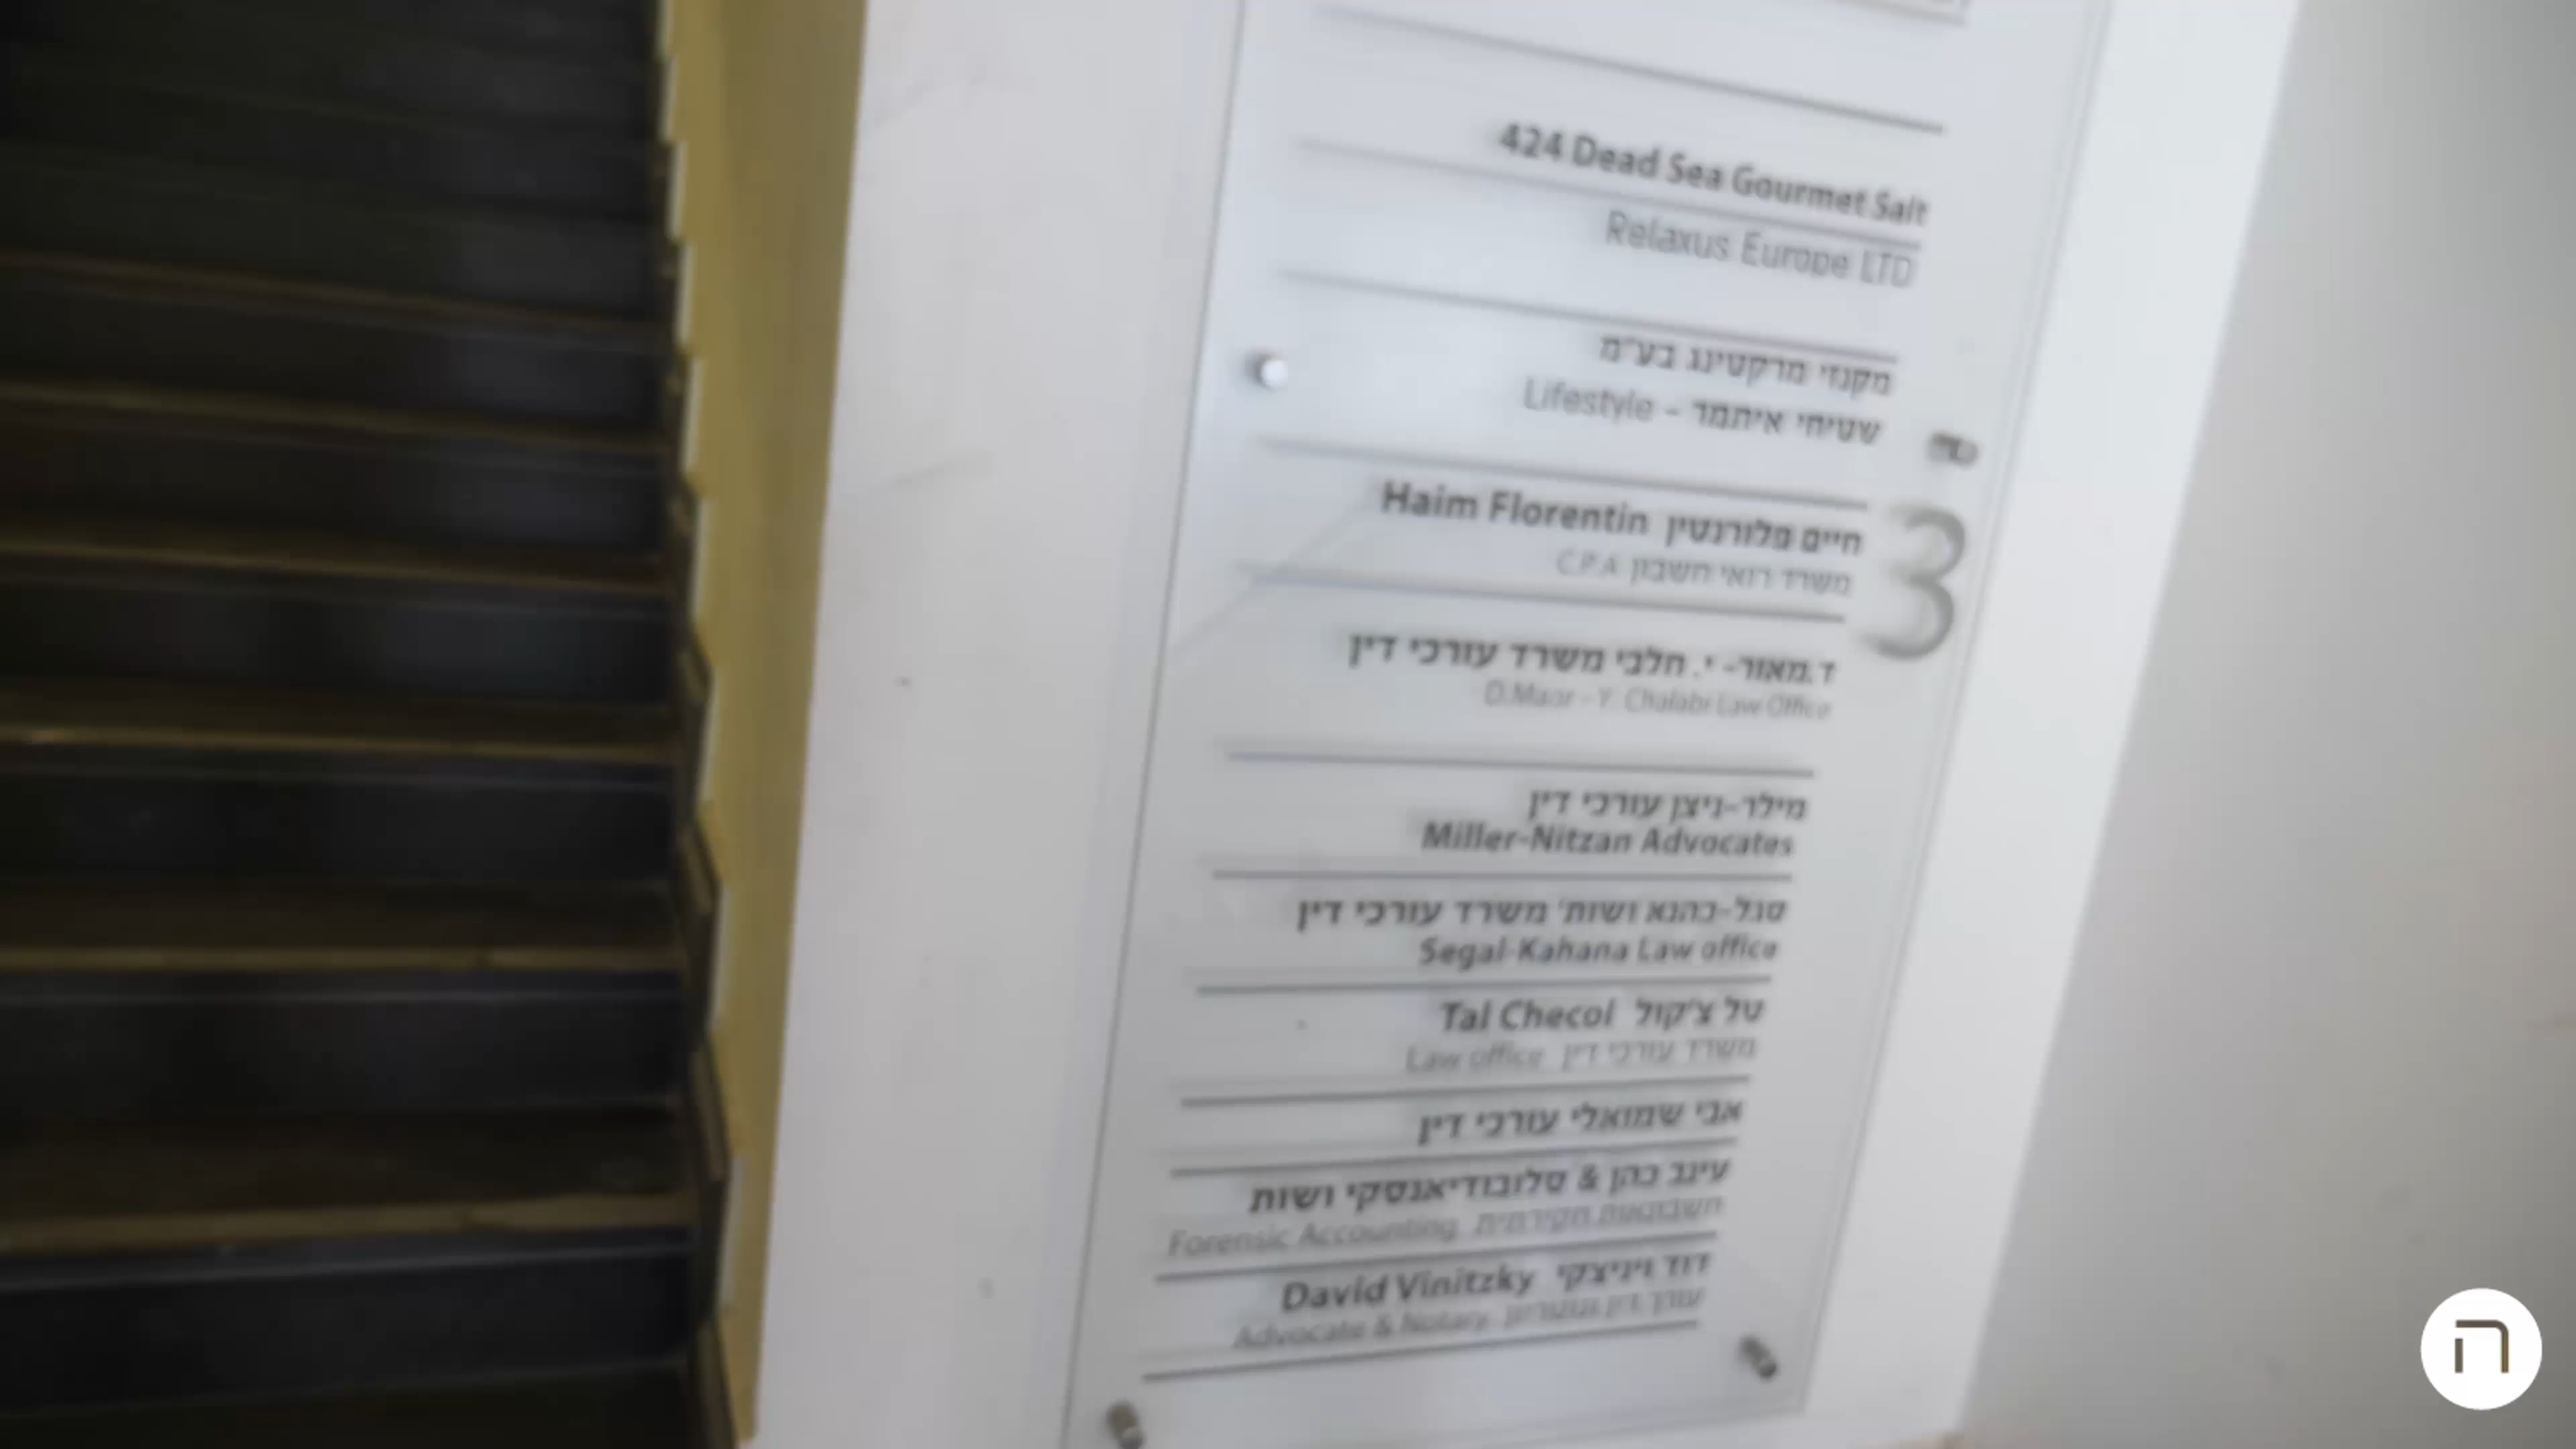 424 Dead Sea Gourmet Salt
Relaxus Europe LTD
מקנזי מרקטינג בע"מ
שטיחי איתמר - Lifestyle
חיים פלורנטין Haim Florentin
משרד רואי חשבון C.P.A
3
ד.מאור- י. חלבי משרד עורכי דין
D.Maor - Y. Chalabi Law Office
מילר-ניצן עורכי דין
Miller-Nitzan Advocates
סגל-כהנא ושות' משרד עורכי דין
Segal-Kahana Law office
טל צ'קול Tal Checol
משרד עורכי דין Law office
אבי שמואלי עורכי דין
עינב כהן & סלובודיאנסקי ושות
חשבונאות חקירתית Forensic Accounting
דוד ויניצקי David Vinitzky
עורך דין ונוטריון Advocate & Notary
ה